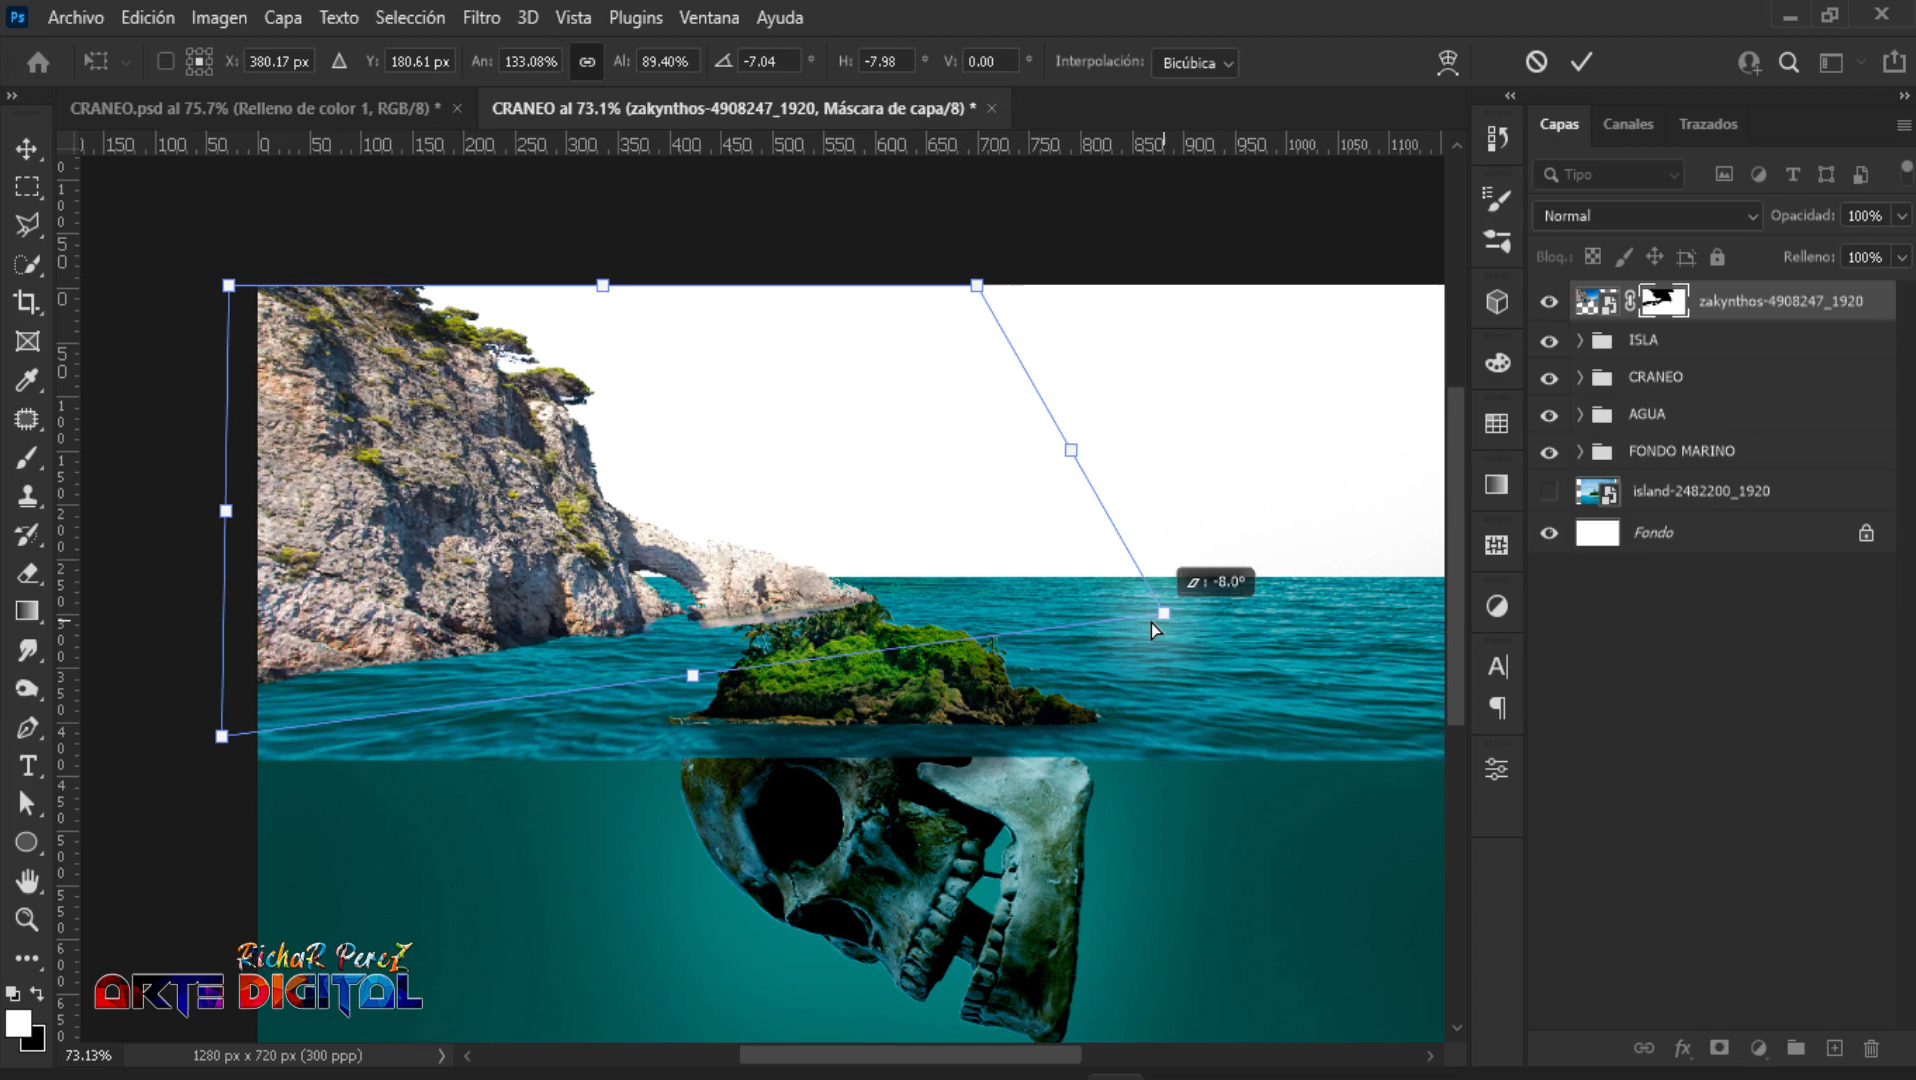 Ps Archivo Edición Imagen Capa Texto Selección Filtro 3D Vista Plugins Ventana Ayuda
X: 380.17 px Y: 180.61 px An: 133.08% Al: 89.40% -7.04 ° H: -7.98 ° V: 0.00 ° Interpolación: Bicúbica
CRANEO.psd al 75.7% (Relleno de color 1, RGB/8) * ×
CRANEO al 73.1% (zakynthos-4908247_1920, Máscara de capa/8) * ×
150 100 50 0 50 100 150 200 250 300 350 400 450 500 550 600 650 700 750 800 850 900 950 1000 1050 1100
Capas Canales Trazados
Tipo
Normal Opacidad: 100%
Bloq.: Relleno: 100%
zakynthos-4908247_1920
ISLA
CRANEO
AGUA
FONDO MARINO
island-2482200_1920
Fondo
: -8.0°
RichaR PereZ
ARTE DIGITAL
73.13% 1280 px x 720 px (300 ppp)